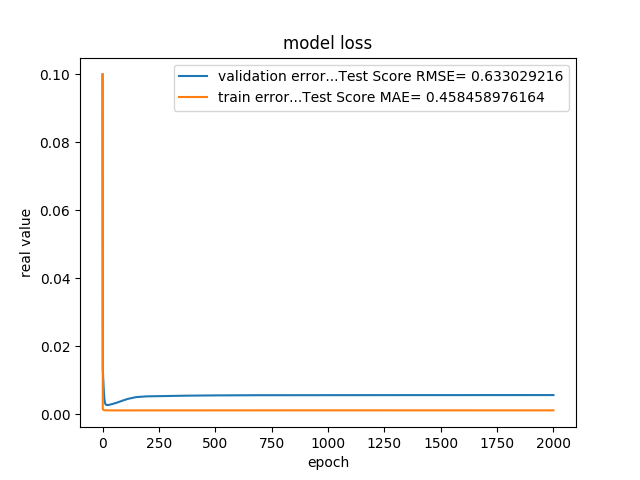 model loss
validation error...Test Score RMSE= 0.633029216
train error...Test Score MAE= 0.458458976164
0.10
0.08
0.06
0.04
0.02
0.00
real value
0 250 500 750 1000 1250 1500 1750 2000
epoch